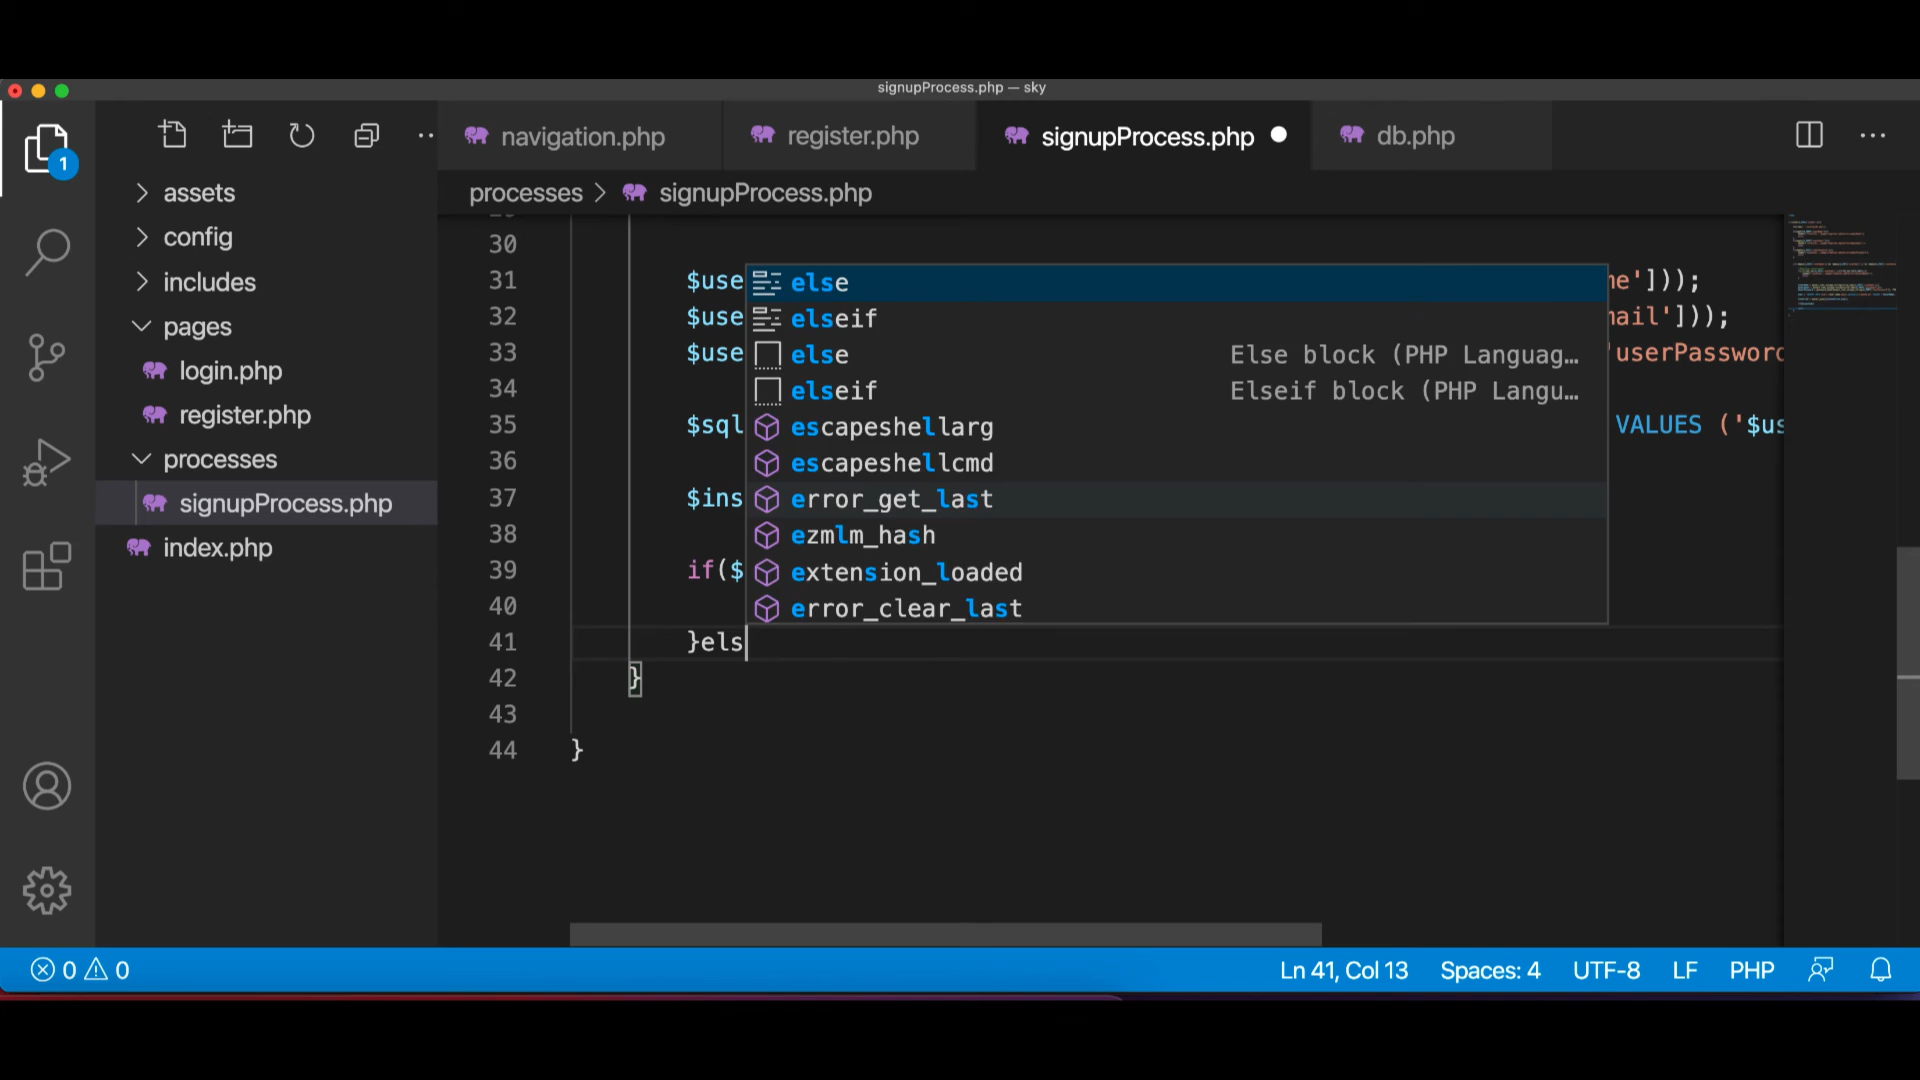 signupProcess.php — sky
navigation.php
register.php
signupProcess.php
db.php
1
assets
config
includes
pages
login.php
register.php
processes
signupProcess.php
index.php
processes > signupProcess.php
30
31 $use me']));
32 $use mail']));
33 $use 'userPassword
34
35 $sql VALUES ('$us
36
37 $ins
38
39 if($
40
41 }els
42 }
43
44 }
else
elseif
else Else block (PHP Languag…
elseif Elseif block (PHP Langu…
escapeshellarg
escapeshellcmd
error_get_last
ezmlm_hash
extension_loaded
error_clear_last
0 0
Ln 41, Col 13
Spaces: 4
UTF-8
LF
PHP